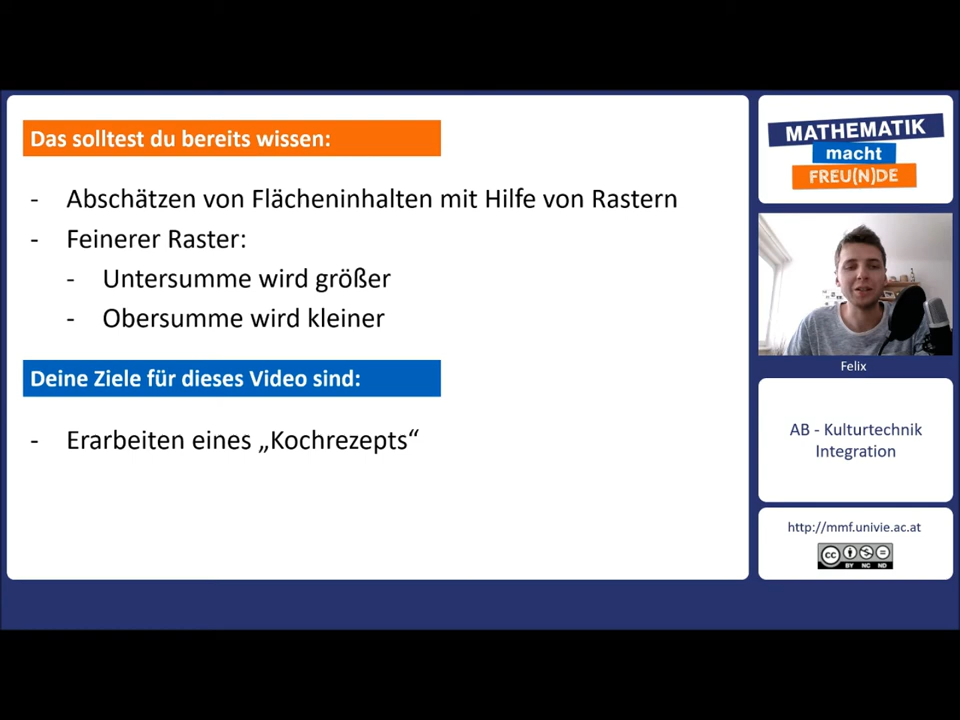 Das solltest du bereits wissen:
- Abschätzen von Flächeninhalten mit Hilfe von Rastern
- Feinerer Raster:
- Untersumme wird größer
- Obersumme wird kleiner
Deine Ziele für dieses Video sind:
- Erarbeiten eines „Kochrezepts“
MATHEMATIK
macht
FREU(N)DE
Felix
AB - Kulturtechnik
Integration
http://mmf.univie.ac.at
cc
BY NC ND